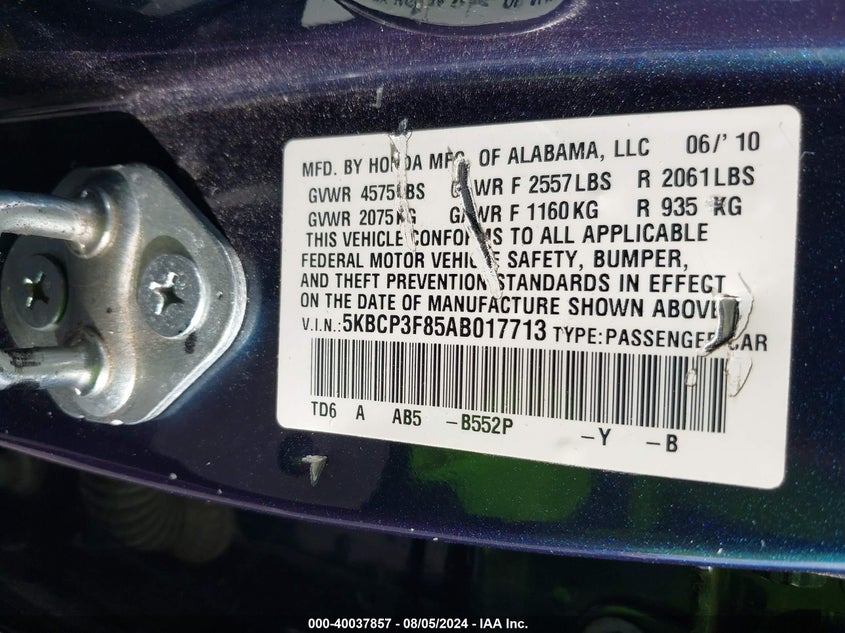 MFD. BY HONDA MFG. OF ALABAMA, LLC 06/'10
GVWR 4575LBS GAWR F 2557LBS R 2061LBS
GVWR 2075KG GAWR F 1160KG R 935 KG
THIS VEHICLE CONFORMS TO ALL APPLICABLE
FEDERAL MOTOR VEHICLE SAFETY, BUMPER,
AND THEFT PREVENTION STANDARDS IN EFFECT
ON THE DATE OF MANUFACTURE SHOWN ABOVE
V.I.N.:5KBCP3F85AB017713 TYPE:PASSENGER CAR
TD6 A AB5 -B552P -Y -B
000-40037857 - 08/05/2024 - IAA Inc.